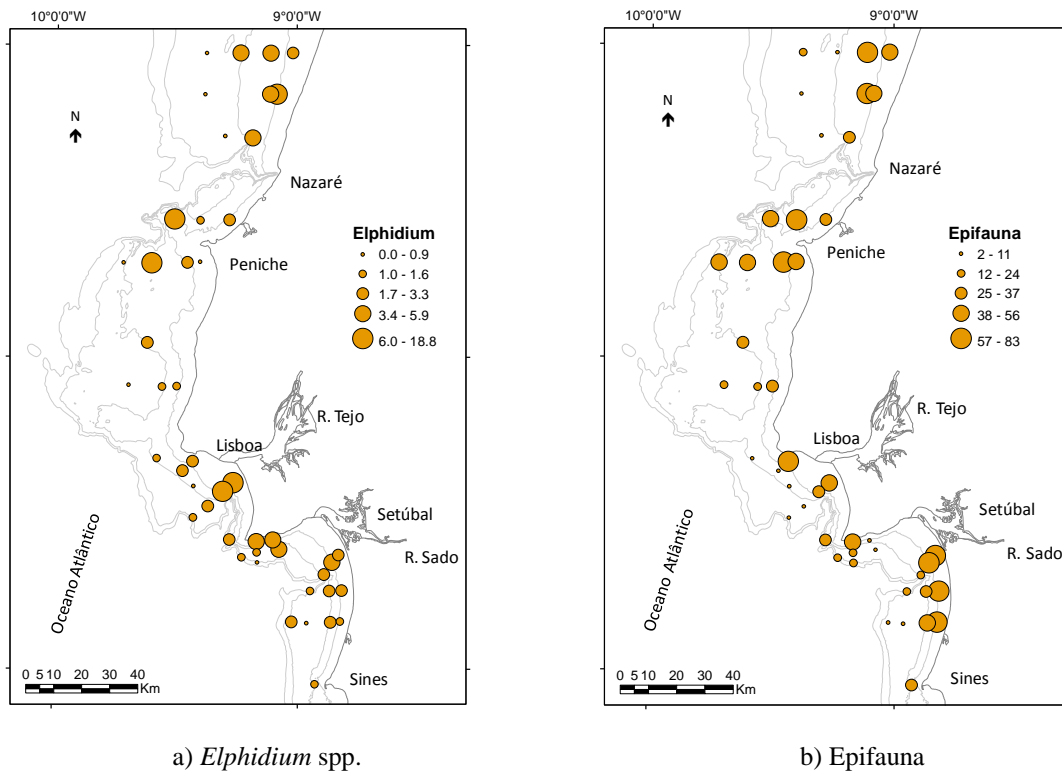 10°0'0"W 9°0'0"W
N
Nazaré
Peniche
Elphidium
0.0 - 0.9
1.0 - 1.6
1.7 - 3.3
3.4 - 5.9
6.0 - 18.8
R. Tejo
Lisboa
Setúbal
R. Sado
Oceano Atlântico
Sines
0 5 10 20 30 40
Km
a) Elphidium spp.
10°0'0"W 9°0'0"W
N
Nazaré
Peniche
Epifauna
2 - 11
12 - 24
25 - 37
38 - 56
57 - 83
R. Tejo
Lisboa
Setúbal
R. Sado
Oceano Atlântico
Sines
0 5 10 20 30 40
Km
b) Epifauna